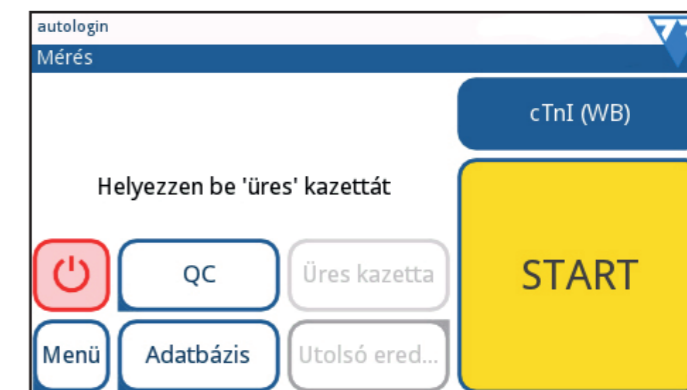 autologin
Mérés
cTnI (WB)
Helyezzen be 'üres' kazettát
QC
Üres kazetta
START
Menü
Adatbázis
Utolsó ered...